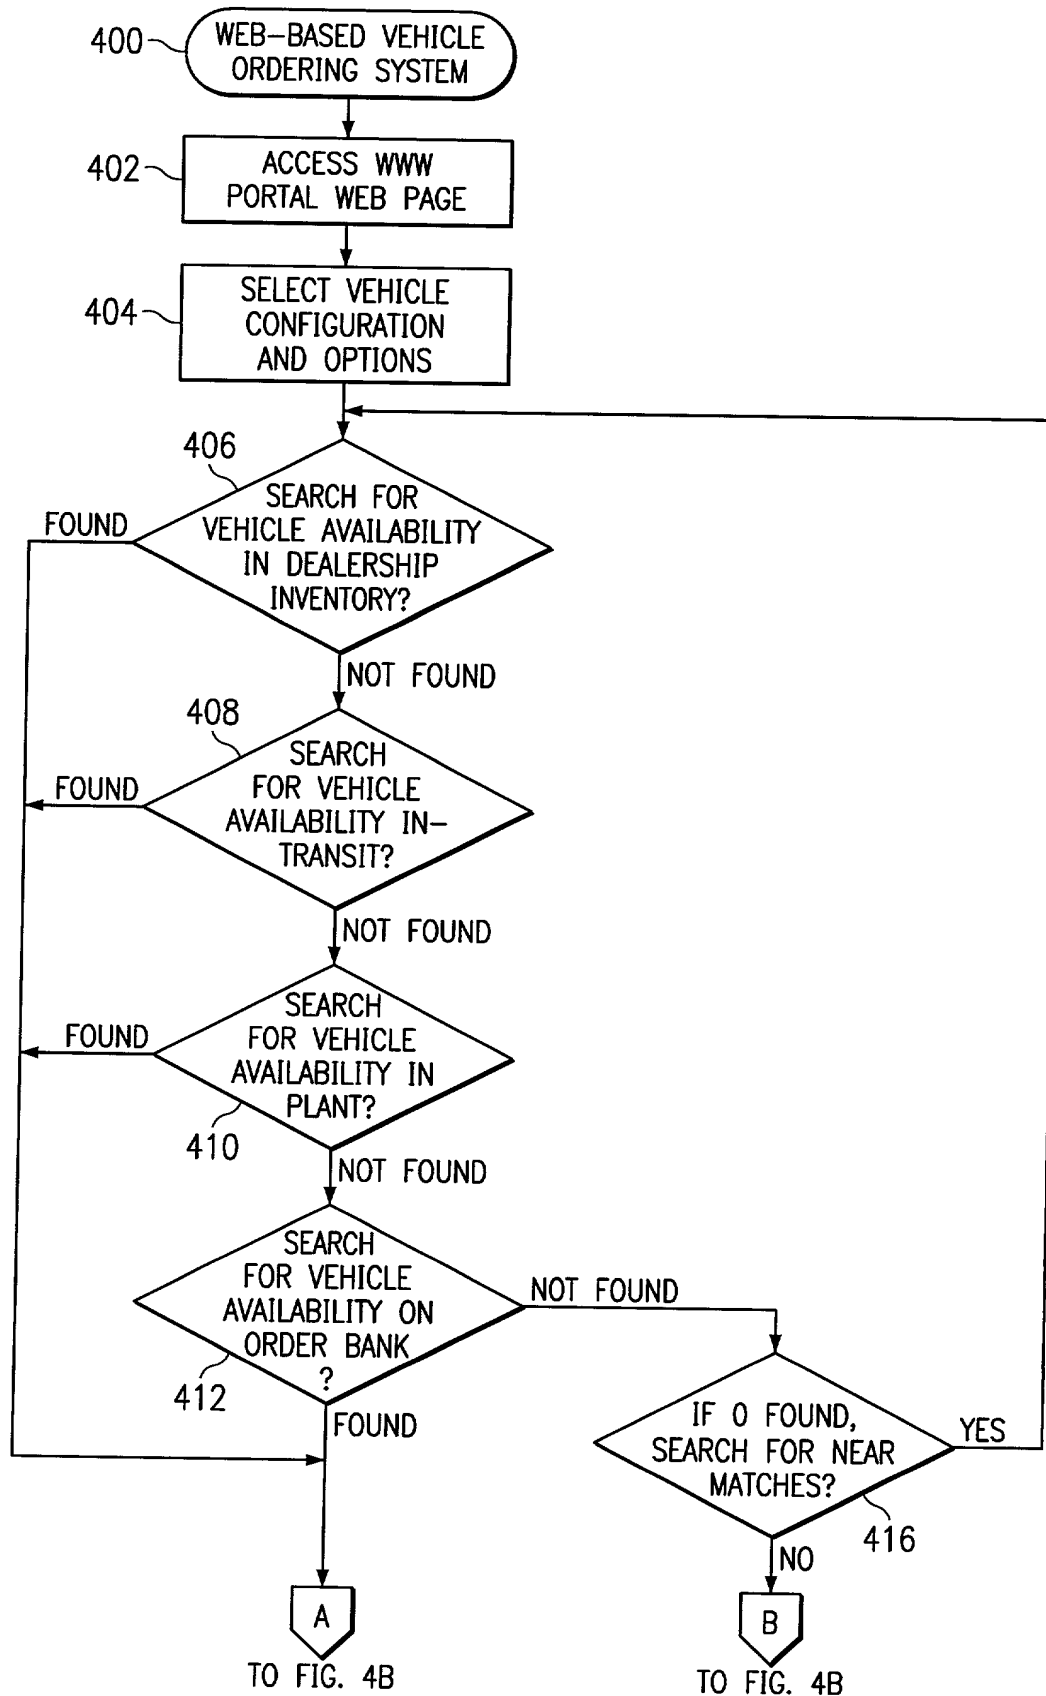 400
WEB-BASED VEHICLE
ORDERING SYSTEM
402
ACCESS WWW
PORTAL WEB PAGE
404
SELECT VEHICLE
CONFIGURATION
AND OPTIONS
406
SEARCH FOR
VEHICLE AVAILABILITY
IN DEALERSHIP
INVENTORY?
FOUND
NOT FOUND
408
SEARCH
FOR VEHICLE
AVAILABILITY IN-
TRANSIT?
FOUND
NOT FOUND
SEARCH
FOR VEHICLE
AVAILABILITY IN
PLANT?
FOUND
410
NOT FOUND
SEARCH
FOR VEHICLE
AVAILABILITY ON
ORDER BANK
?
NOT FOUND
412
FOUND
IF 0 FOUND,
SEARCH FOR NEAR
MATCHES?
YES
416
NO
A
TO FIG. 4B
B
TO FIG. 4B